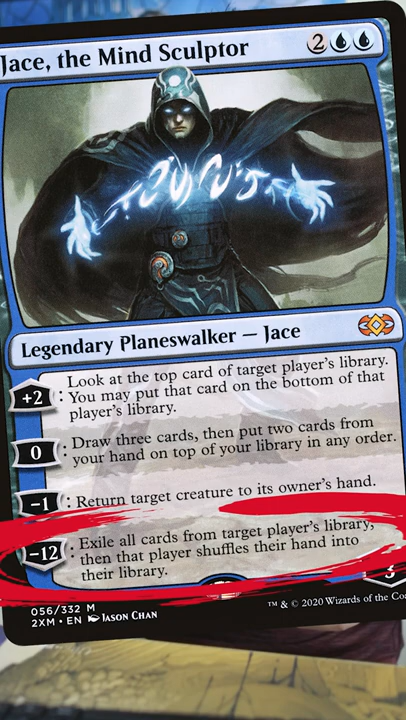 Jace, the Mind Sculptor 2
Legendary Planeswalker — Jace
+2 : Look at the top card of target player's library.
You may put that card on the bottom of that
player's library.
0 : Draw three cards, then put two cards from
your hand on top of your library in any order.
-1 : Return target creature to its owner's hand.
-12 : Exile all cards from target player's library,
then that player shuffles their hand into
their library.
3
056/332 M
2XM • EN Jason Chan
™ & © 2020 Wizards of the Coa